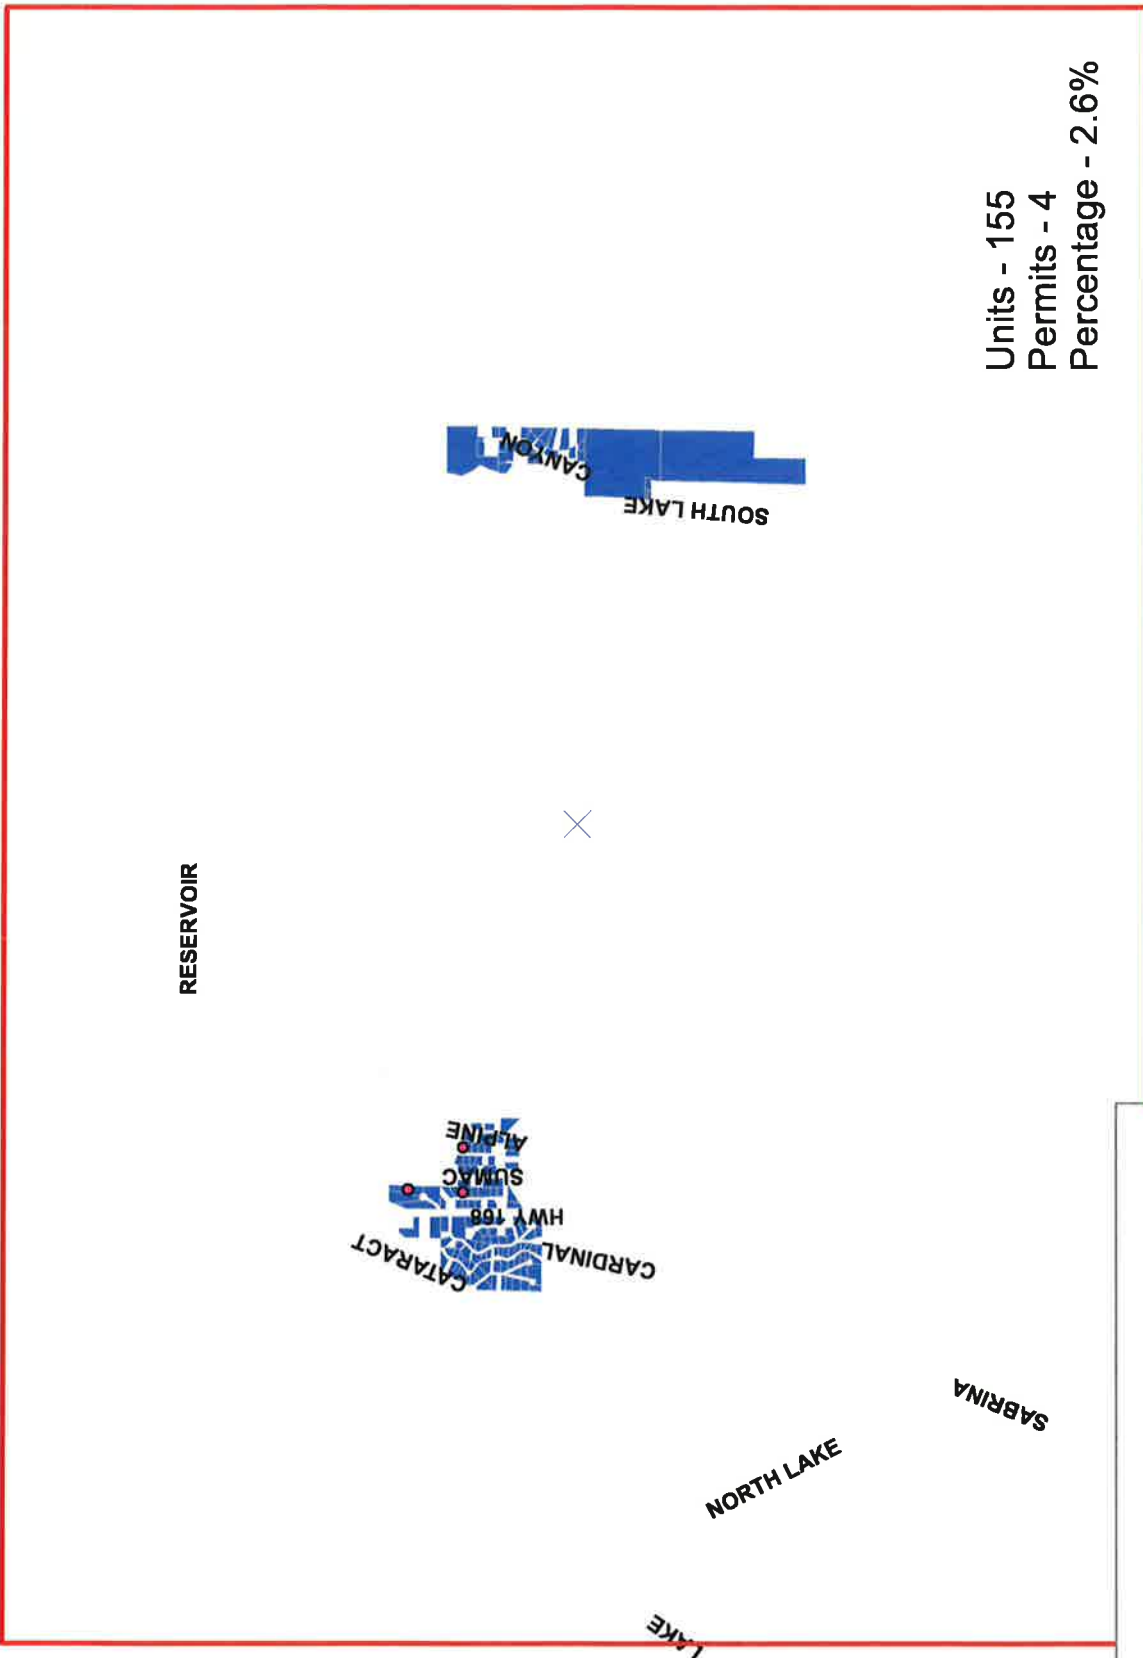 Units - 155
Permits - 4
Percentage - 2.6%
CANYON
SOUTH LAKE
RESERVOIR
ALPINE
SUMAC
HWY 168
CATARACT
CARDINAL
SABRINA
NORTH LAKE
LAKE